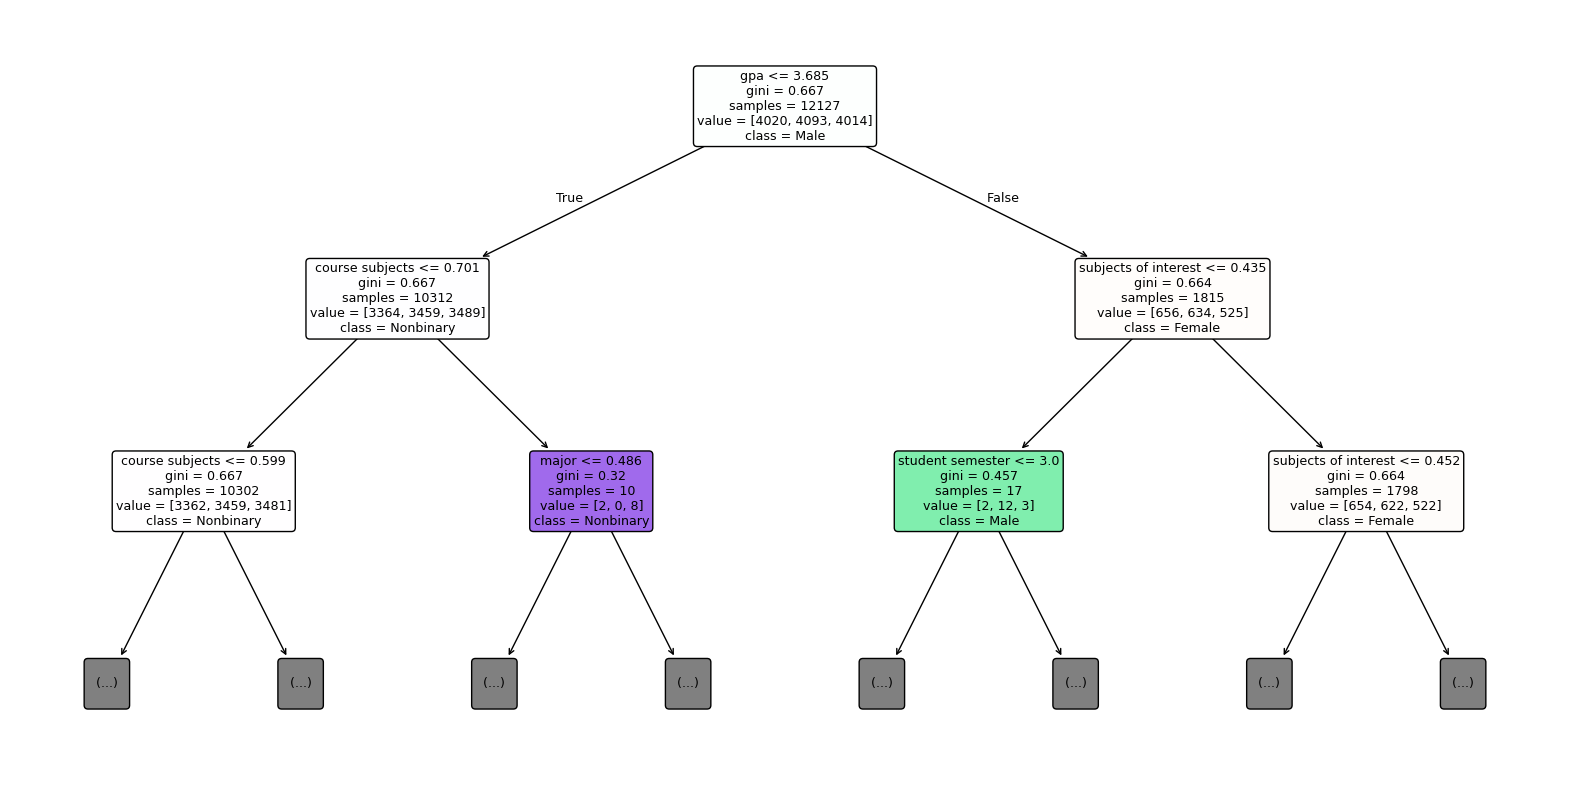 gpa <= 3.685
gini = 0.667
samples = 12127
value = [4020, 4093, 4014]
class = Male
True
False
course subjects <= 0.701
gini = 0.667
samples = 10312
value = [3364, 3459, 3489]
class = Nonbinary
subjects of interest <= 0.435
gini = 0.664
samples = 1815
value = [656, 634, 525]
class = Female
course subjects <= 0.599
gini = 0.667
samples = 10302
value = [3362, 3459, 3481]
class = Nonbinary
major <= 0.486
gini = 0.32
samples = 10
value = [2, 0, 8]
class = Nonbinary
student semester <= 3.0
gini = 0.457
samples = 17
value = [2, 12, 3]
class = Male
subjects of interest <= 0.452
gini = 0.664
samples = 1798
value = [654, 622, 522]
class = Female
(...)
(...)
(...)
(...)
(...)
(...)
(...)
(...)